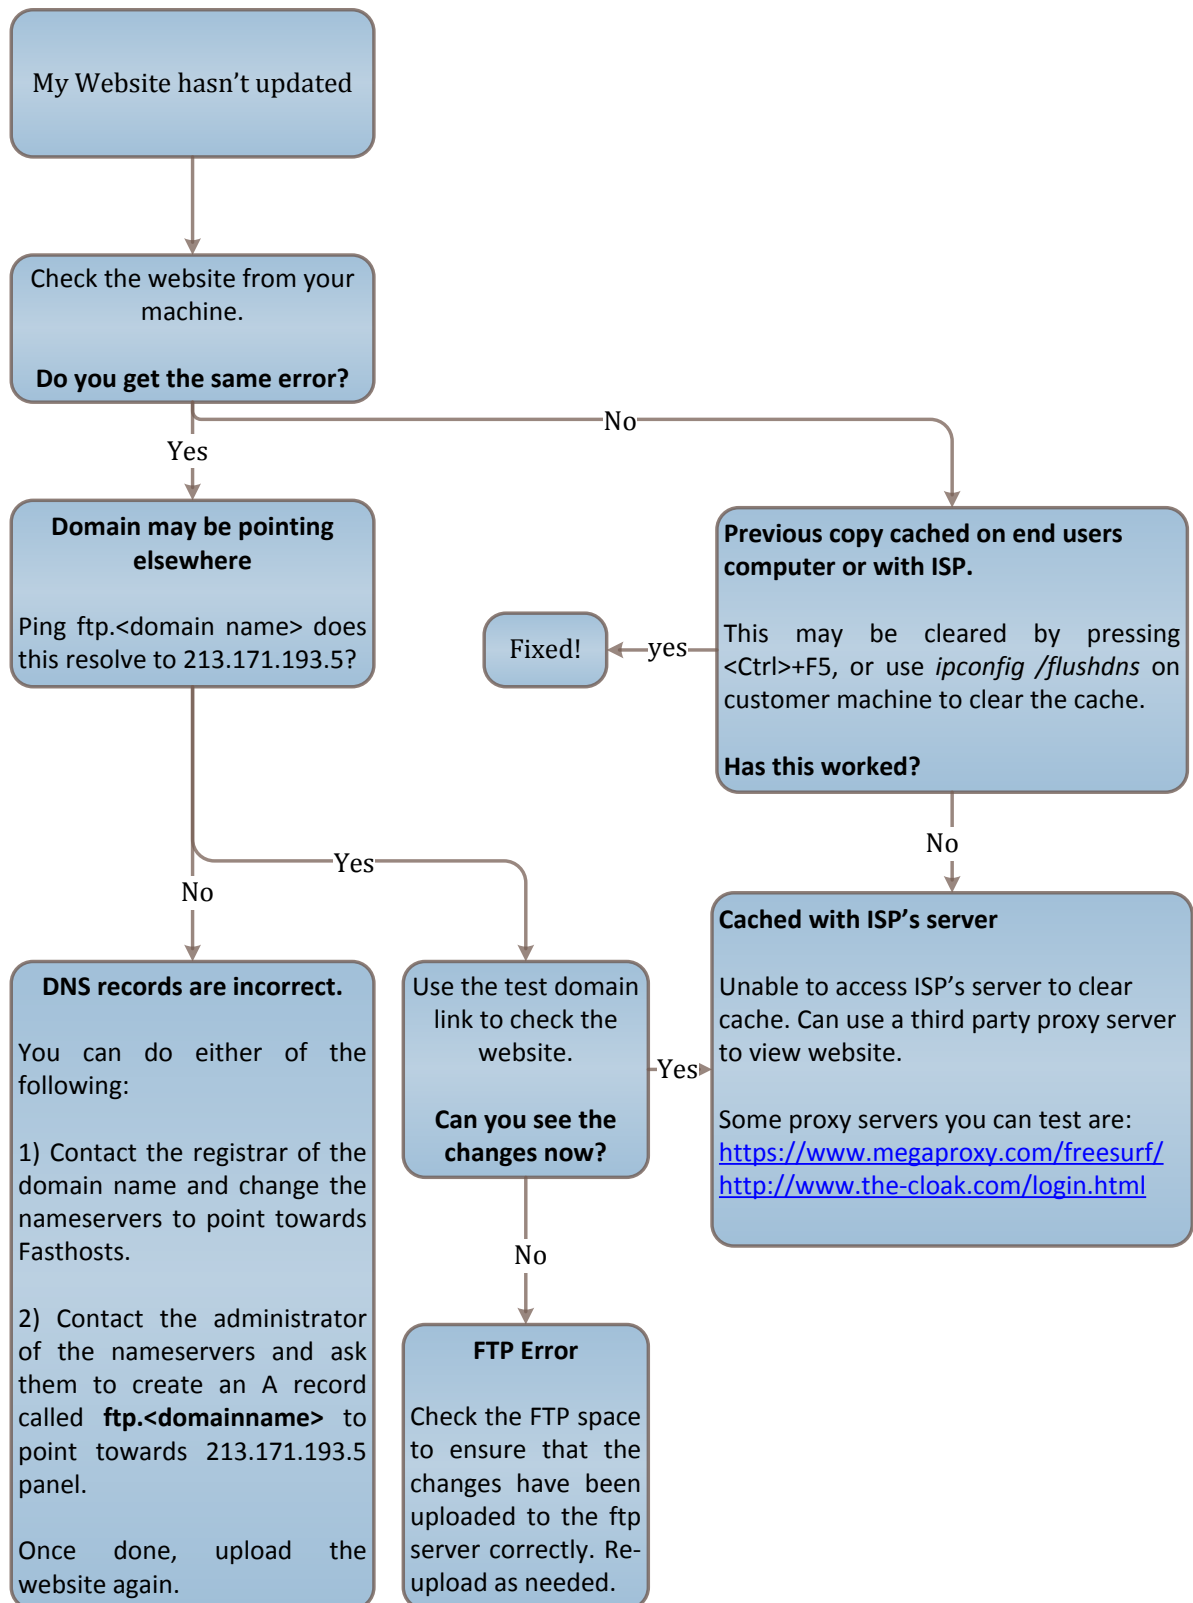 My Website hasn't updated
Check the website from your
machine.
Do you get the same error?
No
Yes
Domain may be pointing
elsewhere
Ping ftp.<domain name> does
this resolve to 213.171.193.5?
Previous copy cached on end users
computer or with ISP.
This may be cleared by pressing
<Ctrl>+F5, or use ipconfig /flushdns on
customer machine to clear the cache.
Has this worked?
yes
Fixed!
No
Yes
No
Cached with ISP's server
Unable to access ISP's server to clear
cache. Can use a third party proxy server
to view website.
Some proxy servers you can test are:
https://www.megaproxy.com/freesurf/
http://www.the-cloak.com/login.html
DNS records are incorrect.
You can do either of the
following:
1) Contact the registrar of the
domain name and change the
nameservers to point towards
Fasthosts.
2) Contact the administrator
of the nameservers and ask
them to create an A record
called ftp.<domainname> to
point towards 213.171.193.5
panel.
Once done, upload the
website again.
Use the test domain
link to check the
website.
Can you see the
changes now?
Yes
No
FTP Error
Check the FTP space
to ensure that the
changes have been
uploaded to the ftp
server correctly. Re-
upload as needed.